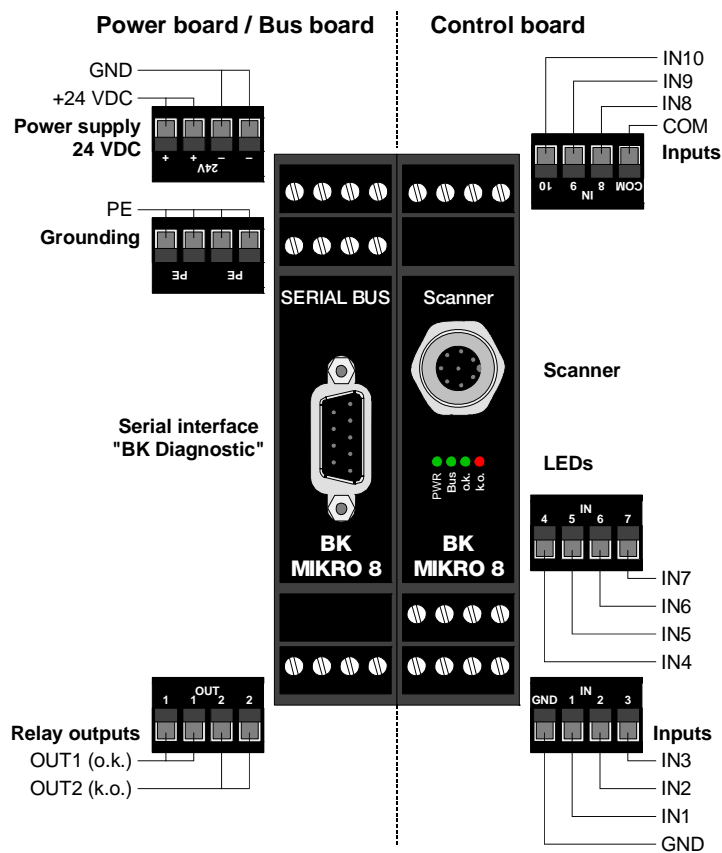 Power board / Bus board
Control board
GND
+24 VDC
Power supply
24 VDC
+ + − −
24V
PE
Grounding
PE PE
IN10
IN9
IN8
COM
Inputs
10 9 8 COM
IN
SERIAL BUS
Scanner
Serial interface
"BK Diagnostic"
Scanner
LEDs
PWR
Bus
o.k.
k.o.
BK
MIKRO 8
BK
MIKRO 8
IN
4 5 6 7
IN7
IN6
IN5
IN4
OUT
1 1 2 2
Relay outputs
OUT1 (o.k.)
OUT2 (k.o.)
IN
GND 1 2 3
Inputs
IN3
IN2
IN1
GND